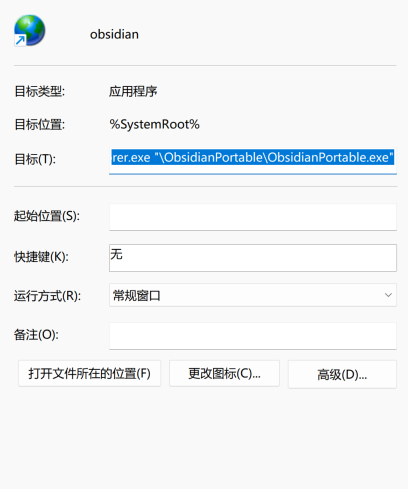 obsidian
目标类型: 应用程序
目标位置: %SystemRoot%
目标(T): rer.exe "\ObsidianPortable\ObsidianPortable.exe"
起始位置(S):
快捷键(K): 无
运行方式(R): 常规窗口
备注(O):
打开文件所在的位置(F) 更改图标(C)... 高级(D)...